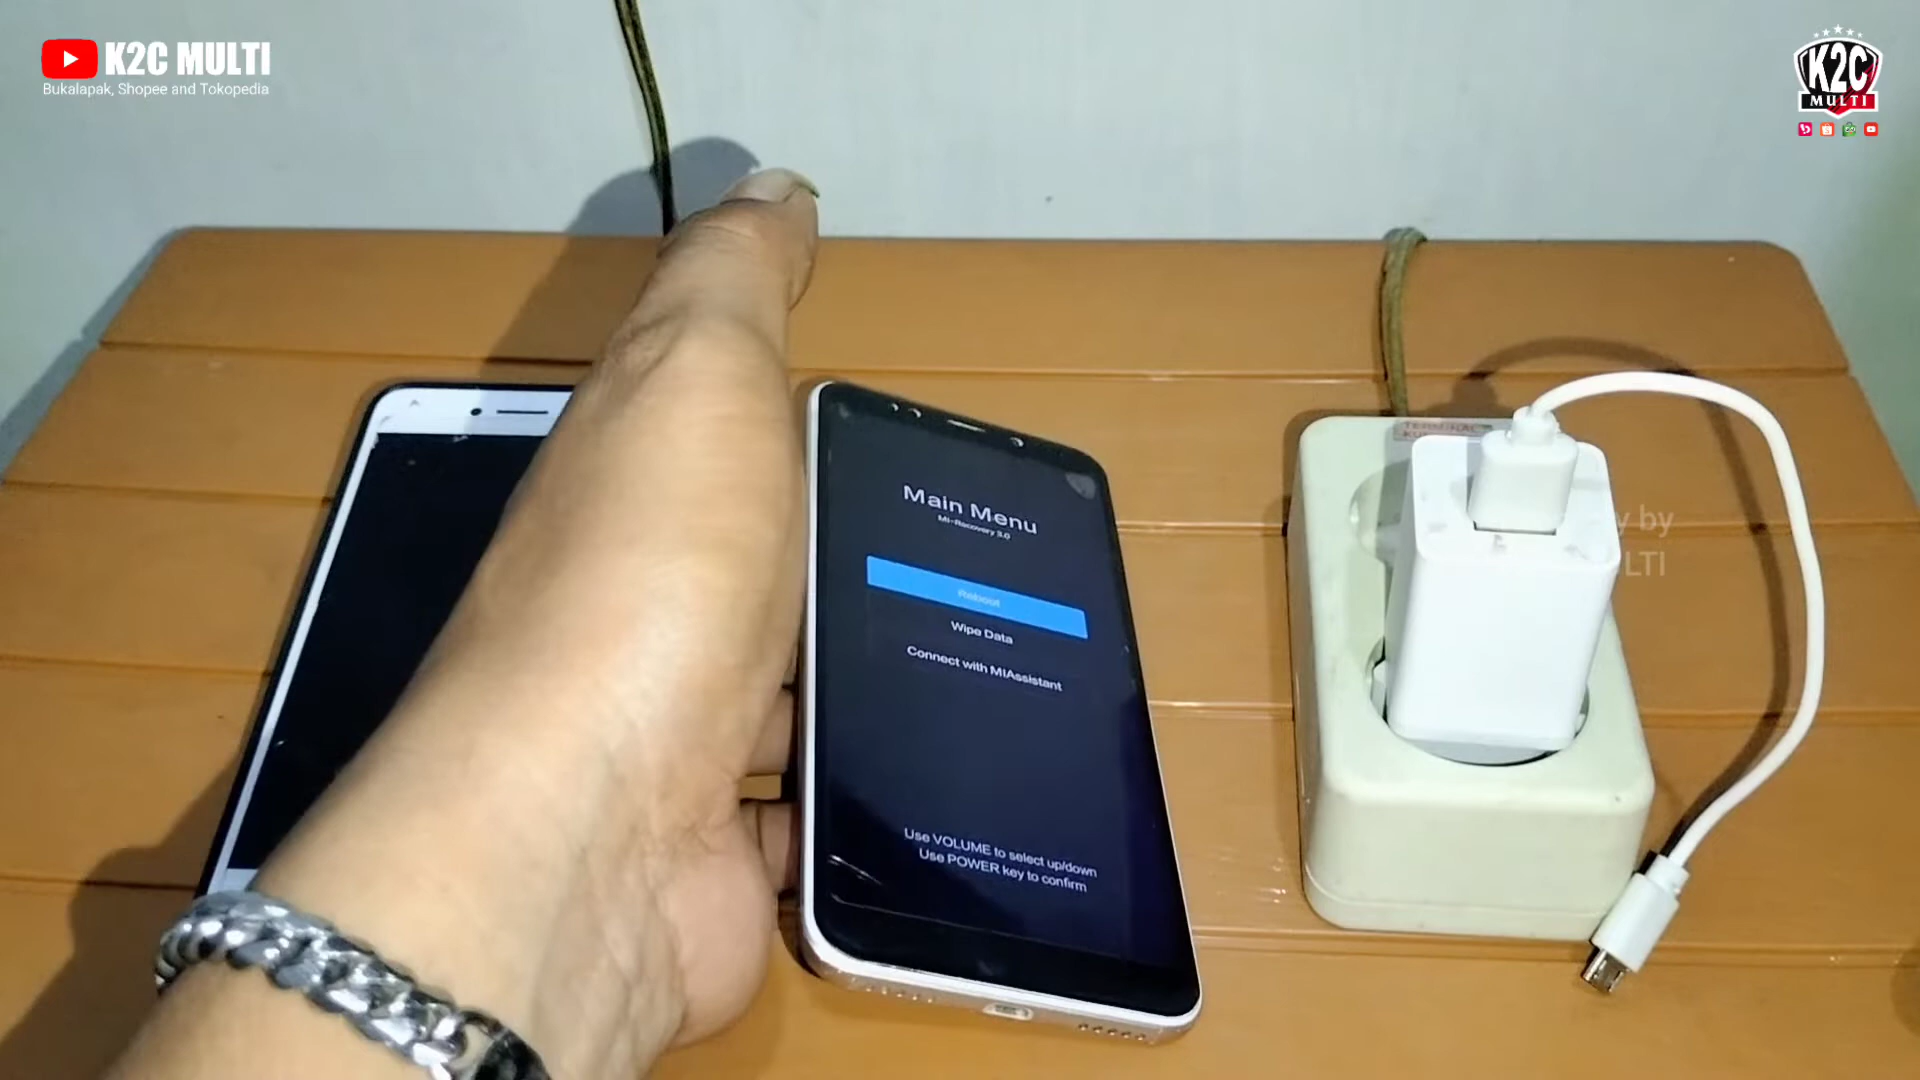 K2C MULTI
Bukalapak, Shopee and Tokopedia
K2C
MULTI
Main Menu
Mi-Recovery 3.0
Reboot
Wipe Data
Connect with MIAssistant
Use VOLUME to select up/down
Use POWER key to confirm
by